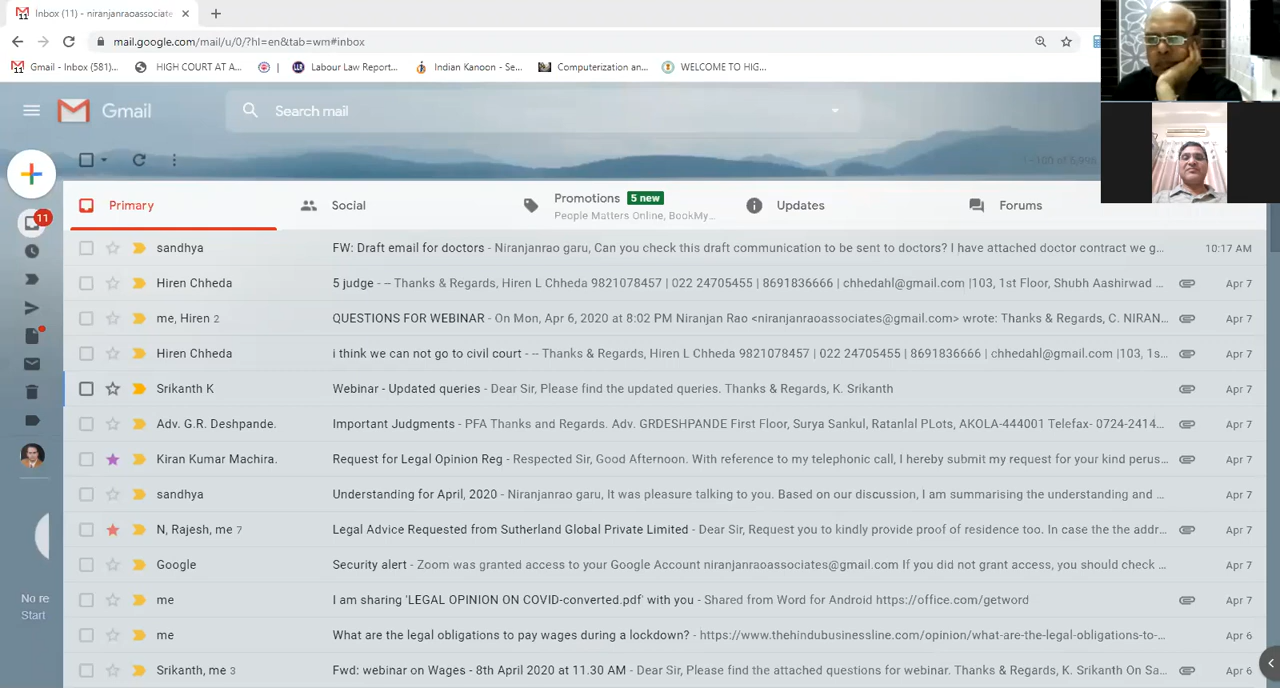 Inbox (11) - niranjanraoassociate
mail.google.com/mail/u/0/?hl=en&tab=wm#inbox
Gmail - Inbox (581)... HIGH COURT AT A... Labour Law Report... Indian Kanoon - Se... Computerization an... WELCOME TO HIG...
Gmail Search mail
1 - 100 of 6,996
Primary Social Promotions 5 new Updates Forums
People Matters Online, BookMy...
11
sandhya FW: Draft email for doctors - Niranjanrao garu, Can you check this draft communication to be sent to doctors? I have attached doctor contract we g... 10:17 AM
Hiren Chheda 5 judge - -- Thanks & Regards, Hiren L Chheda 9821078457 | 022 24705455 | 8691836666 | chhedahl@gmail.com |103, 1st Floor, Shubh Aashirwad ... Apr 7
me, Hiren 2 QUESTIONS FOR WEBINAR - On Mon, Apr 6, 2020 at 8:02 PM Niranjan Rao <niranjanraoassociates@gmail.com> wrote: Thanks & Regards, C. NIRAN... Apr 7
Hiren Chheda i think we can not go to civil court - -- Thanks & Regards, Hiren L Chheda 9821078457 | 022 24705455 | 8691836666 | chhedahl@gmail.com |103, 1s... Apr 7
Srikanth K Webinar - Updated queries - Dear Sir, Please find the updated queries. Thanks & Regards, K. Srikanth Apr 7
Adv. G.R. Deshpande. Important Judgments - PFA Thanks and Regards. Adv. GRDESHPANDE First Floor, Surya Sankul, Ratanlal PLots, AKOLA-444001 Telefax- 0724-2414... Apr 7
Kiran Kumar Machira. Request for Legal Opinion Reg - Respected Sir, Good Afternoon. With reference to my telephonic call, I hereby submit my request for your kind perus... Apr 7
sandhya Understanding for April, 2020 - Niranjanrao garu, It was pleasure talking to you. Based on our discussion, I am summarising the understanding and ... Apr 7
N, Rajesh, me 7 Legal Advice Requested from Sutherland Global Private Limited - Dear Sir, Request you to kindly provide proof of residence too. In case the the addr... Apr 7
Google Security alert - Zoom was granted access to your Google Account niranjanraoassociates@gmail.com If you did not grant access, you should check ... Apr 7
me I am sharing 'LEGAL OPINION ON COVID-converted.pdf' with you - Shared from Word for Android https://office.com/getword Apr 7
No re
Start
me What are the legal obligations to pay wages during a lockdown? - https://www.thehindubusinessline.com/opinion/what-are-the-legal-obligations-to-... Apr 6
Srikanth, me 3 Fwd: webinar on Wages - 8th April 2020 at 11.30 AM - Dear Sir, Please find the attached questions for webinar. Thanks & Regards, K. Srikanth On Sa... Apr 6